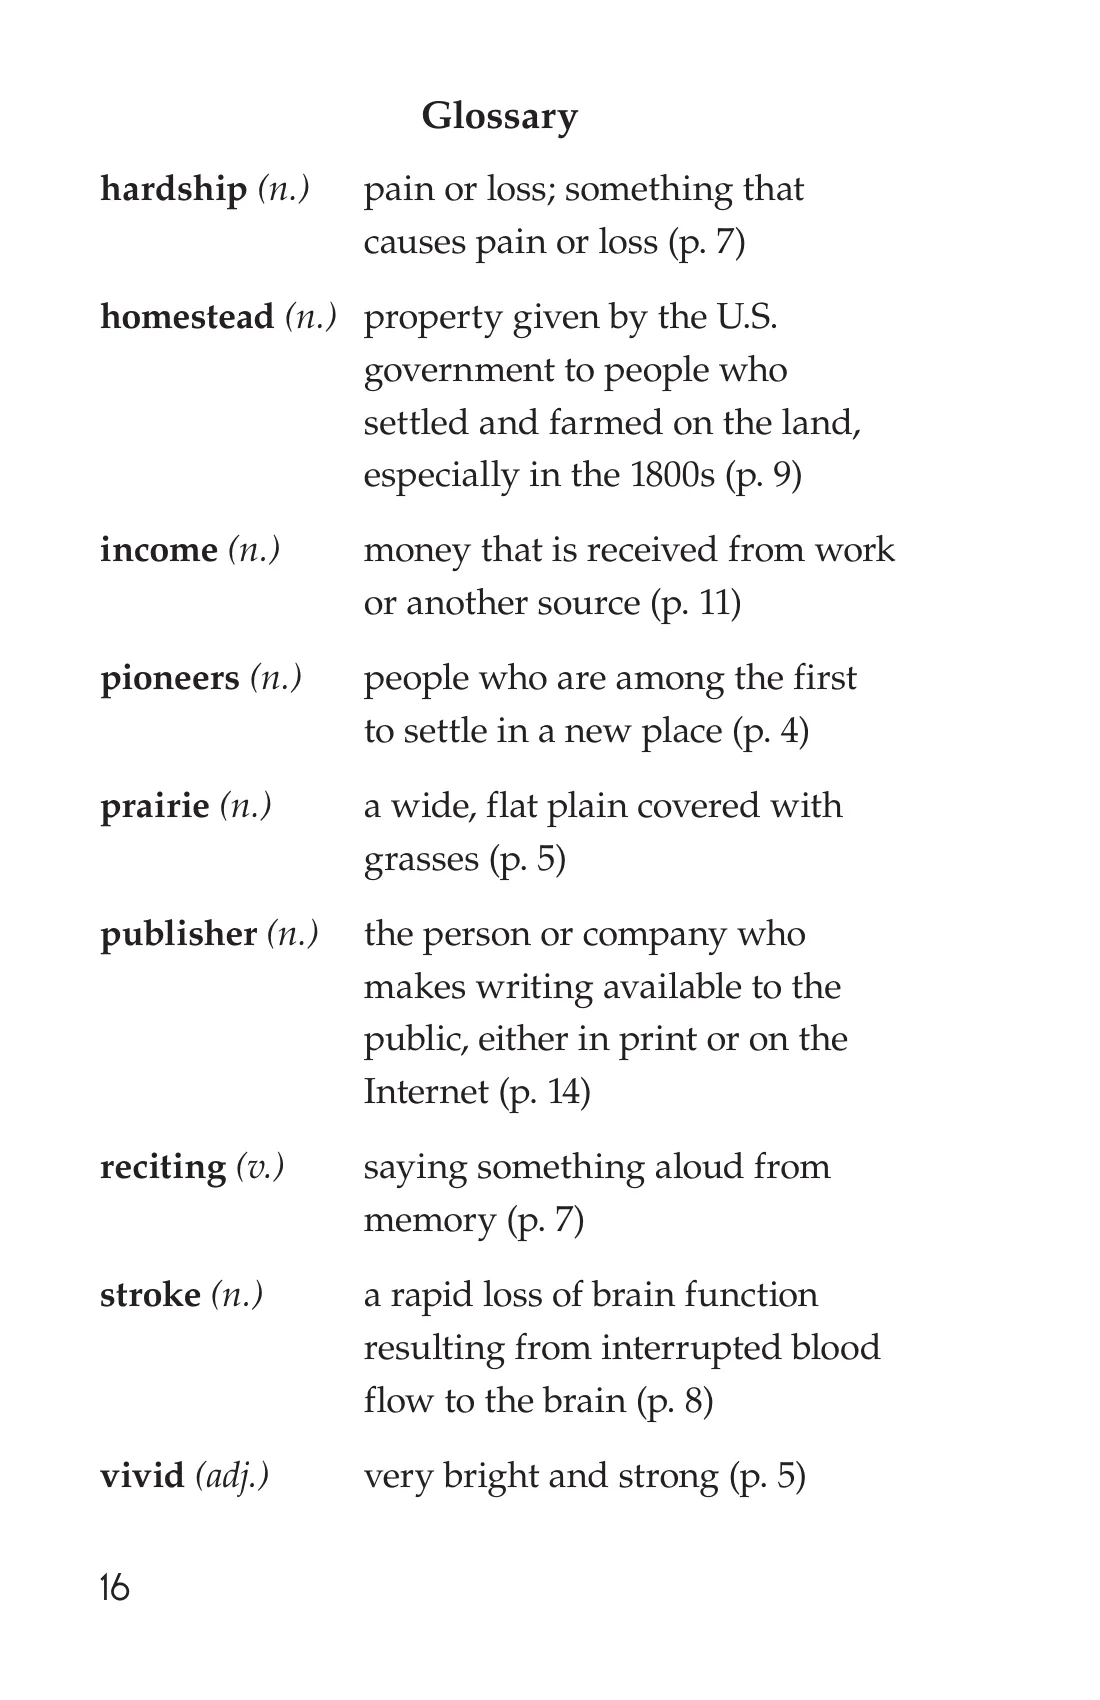 Glossary
hardship (n.) pain or loss; something that
causes pain or loss (p. 7)
homestead (n.) property given by the U.S.
government to people who
settled and farmed on the land,
especially in the 1800s (p. 9)
income (n.) money that is received from work
or another source (p. 11)
pioneers (n.) people who are among the first
to settle in a new place (p. 4)
prairie (n.) a wide, flat plain covered with
grasses (p. 5)
publisher (n.) the person or company who
makes writing available to the
public, either in print or on the
Internet (p. 14)
reciting (v.) saying something aloud from
memory (p. 7)
stroke (n.) a rapid loss of brain function
resulting from interrupted blood
flow to the brain (p. 8)
vivid (adj.) very bright and strong (p. 5)
16